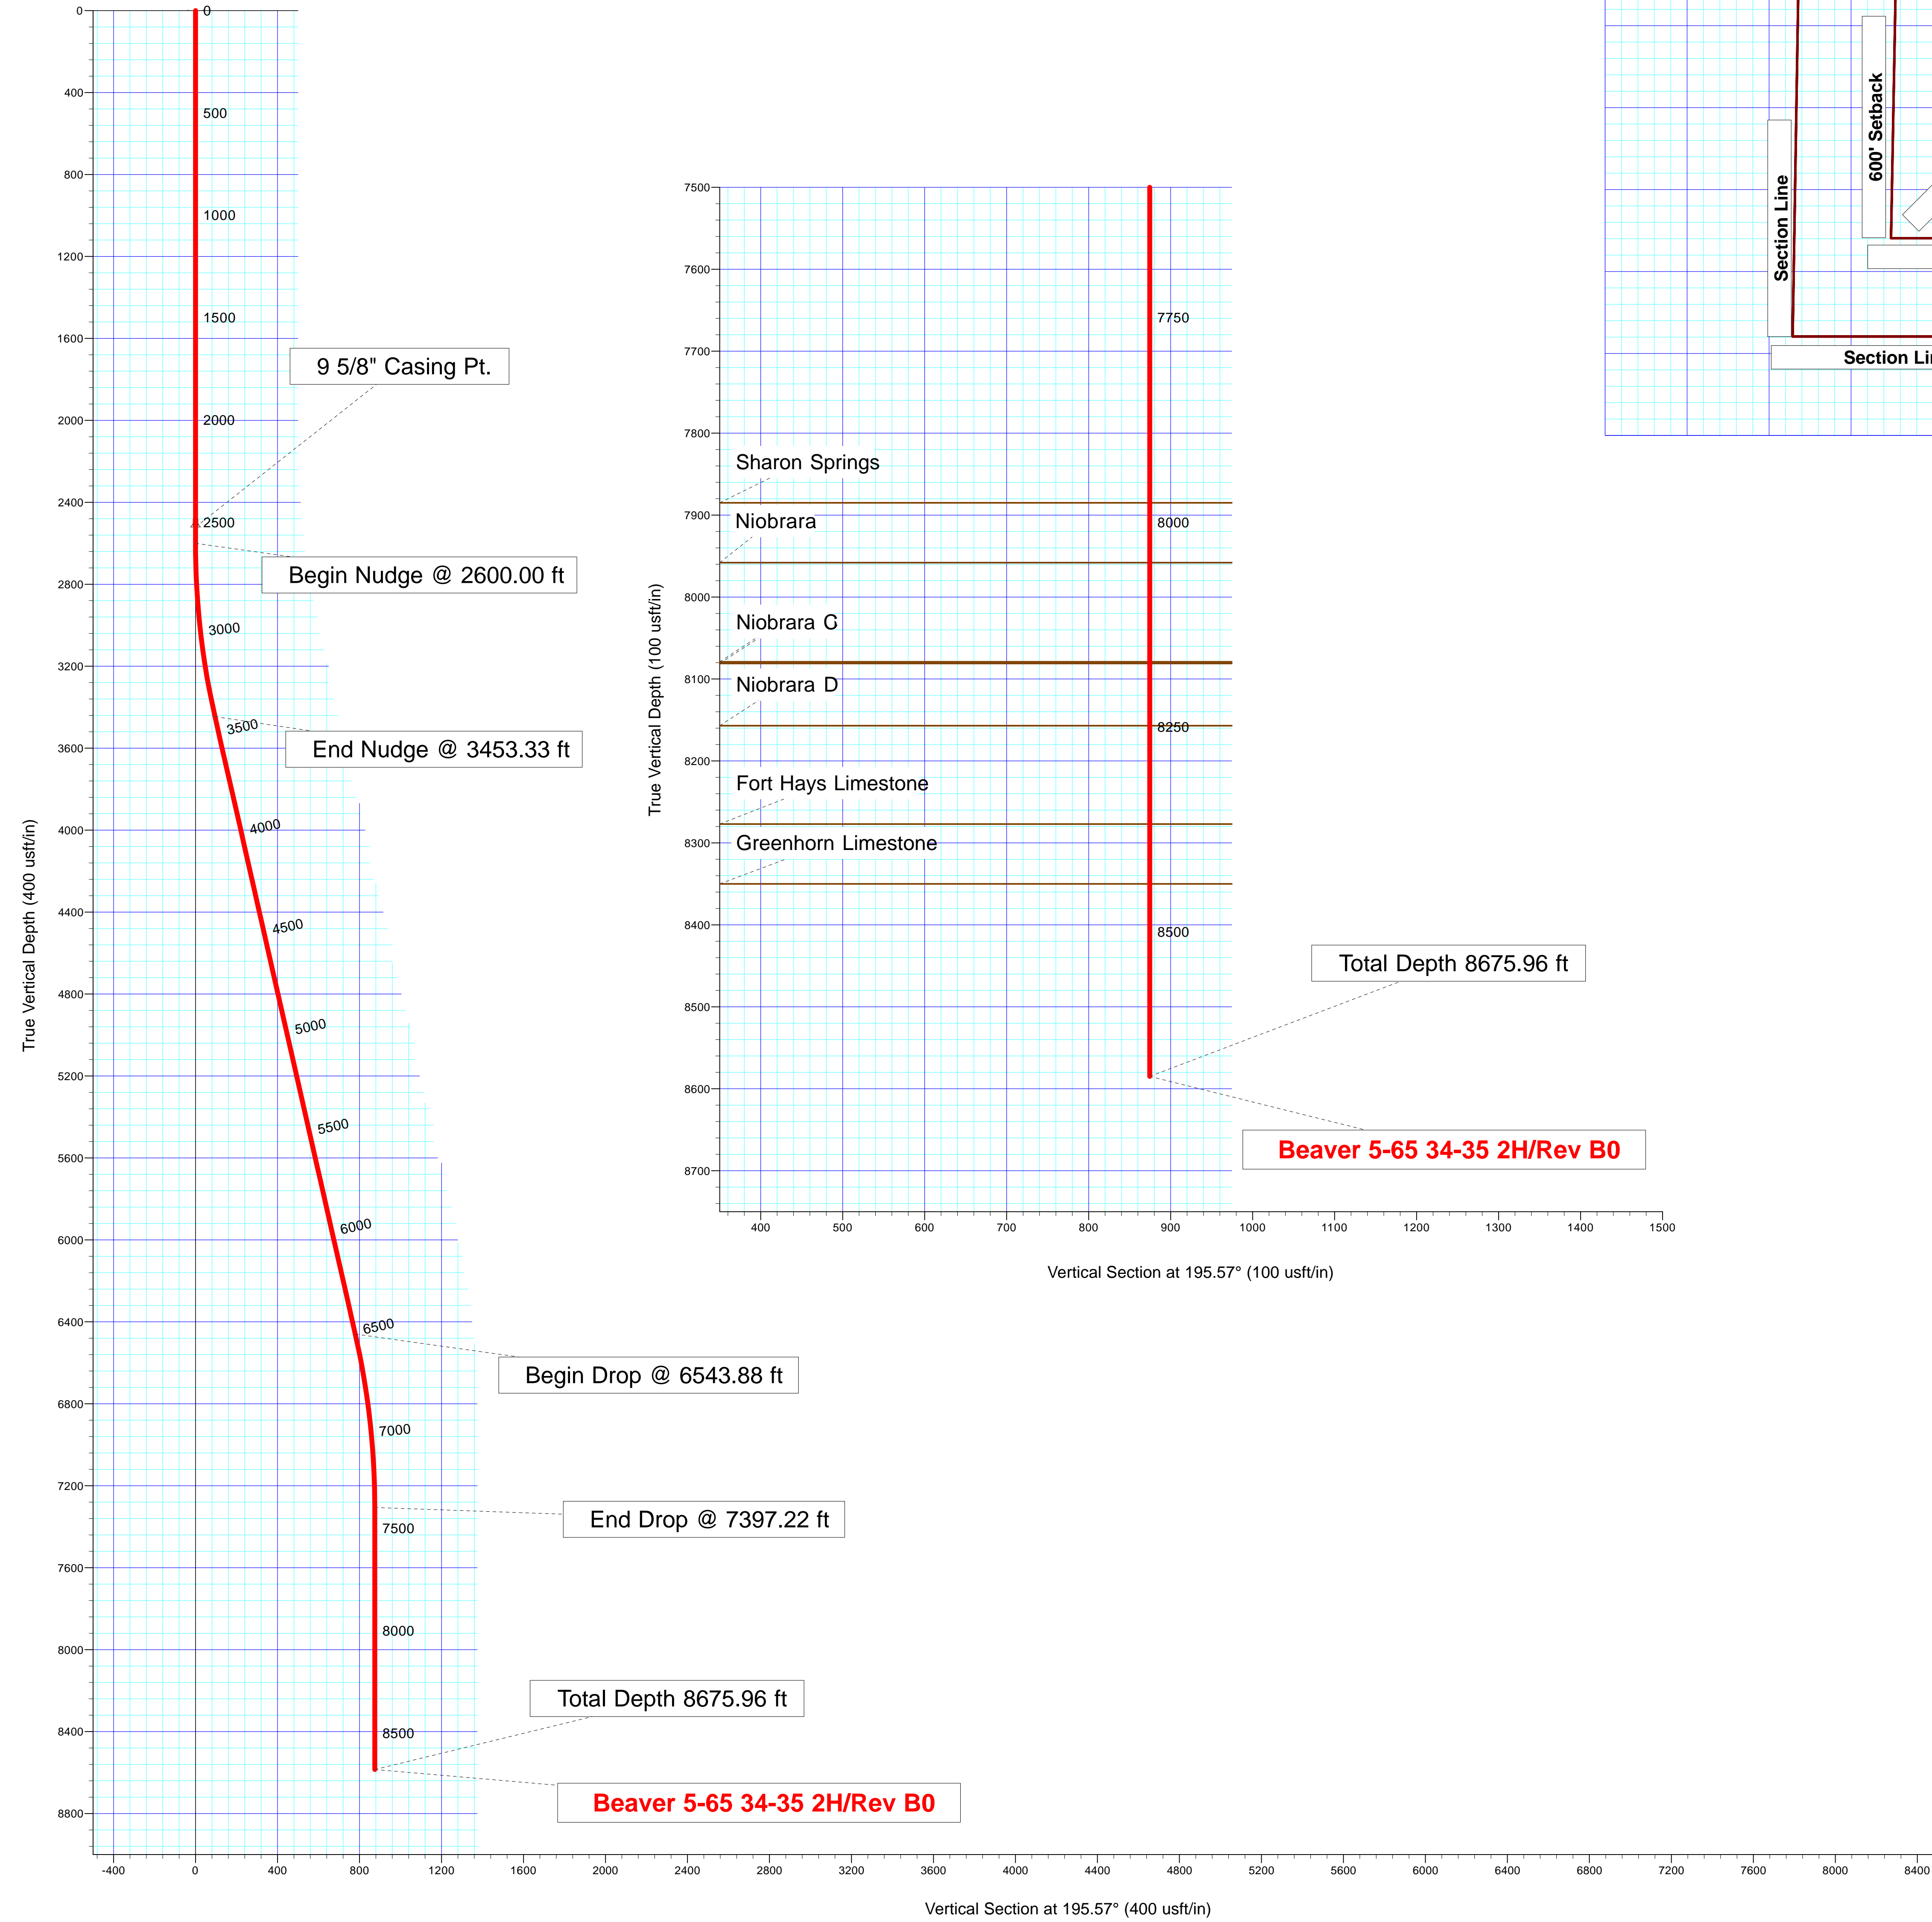 0
400
800
1200
1600
2000
2400
2800
3200
3600
4000
4400
4800
5200
5600
6000
6400
6800
7200
7600
8000
8400
8800
True Vertical Depth (400 usft/in)
0
500
1000
1500
2000
2500
3000
3500
4000
4500
5000
5500
6000
6500
7000
7500
8000
8500
9 5/8" Casing Pt.
Begin Nudge @ 2600.00 ft
End Nudge @ 3453.33 ft
Begin Drop @ 6543.88 ft
End Drop @ 7397.22 ft
Total Depth 8675.96 ft
Beaver 5-65 34-35 2H/Rev B0
-400 0 400 800 1200 1600 2000 2400 2800 3200 3600 4000 4400 4800 5200 5600 6000 6400 6800 7200 7600 8000 8400
Vertical Section at 195.57° (400 usft/in)
7500
7600
7700
7800
7900
8000
8100
8200
8300
8400
8500
8600
8700
True Vertical Depth (100 usft/in)
Sharon Springs
Niobrara
Niobrara C
Niobrara D
Fort Hays Limestone
Greenhorn Limestone
7750
8000
8250
8500
Total Depth 8675.96 ft
Beaver 5-65 34-35 2H/Rev B0
400 500 600 700 800 900 1000 1100 1200 1300 1400 1500
Vertical Section at 195.57° (100 usft/in)
600' Setback
Section Line
Section Li